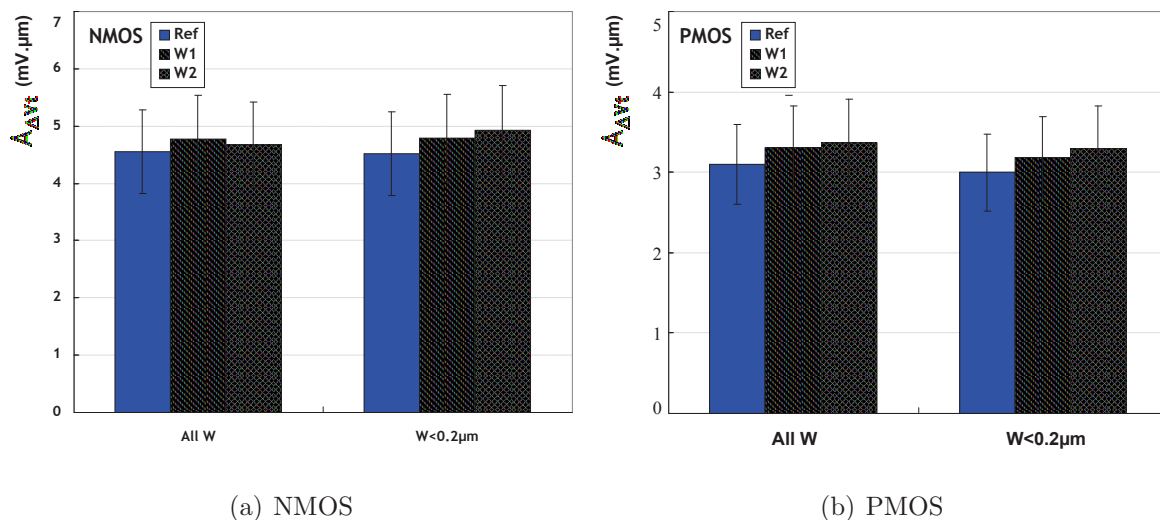 NMOS
Ref
W1
W2
AΔVt (mV.µm)
7
6
5
4
3
2
1
0
All W
W<0.2µm
(a) NMOS
PMOS
Ref
W1
W2
AΔVt (mV.µm)
5
4
3
2
1
0
All W
W<0.2µm
(b) PMOS